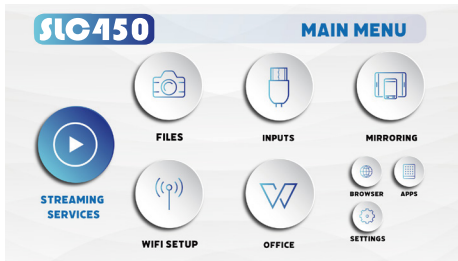 SLC450
MAIN MENU
FILES
INPUTS
MIRRORING
STREAMING
SERVICES
BROWSER
APPS
WIFI SETUP
OFFICE
SETTINGS